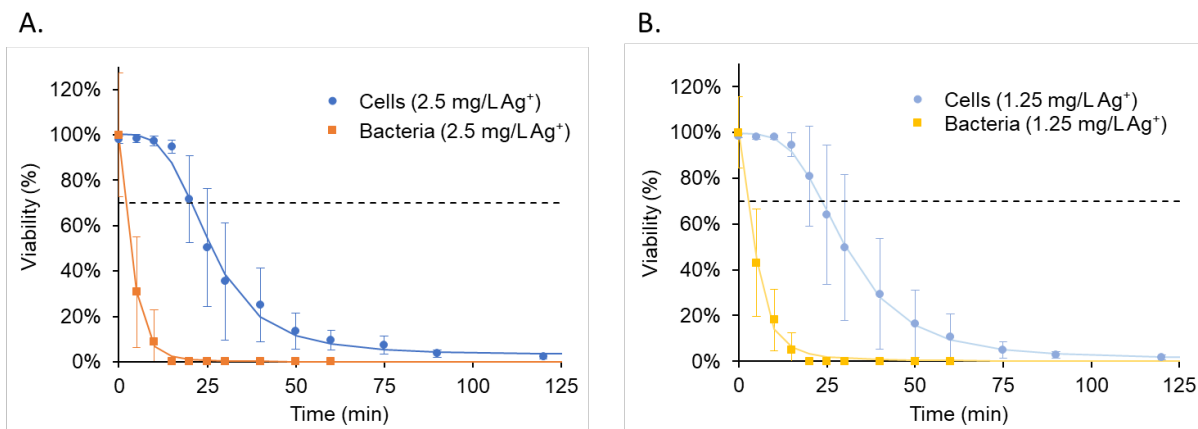 A.
120%
100%
80%
60%
40%
20%
0%
Viability (%)
Cells (2.5 mg/L Ag⁺)
Bacteria (2.5 mg/L Ag⁺)
0 25 50 75 100 125
Time (min)
B.
120%
100%
80%
60%
40%
20%
0%
Viability (%)
Cells (1.25 mg/L Ag⁺)
Bacteria (1.25 mg/L Ag⁺)
0 25 50 75 100 125
Time (min)